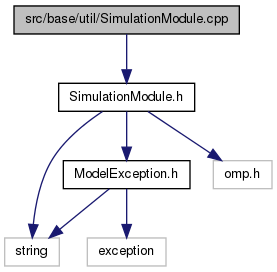 src/base/util/SimulationModule.cpp
SimulationModule.h
ModelException.h
omp.h
string
exception